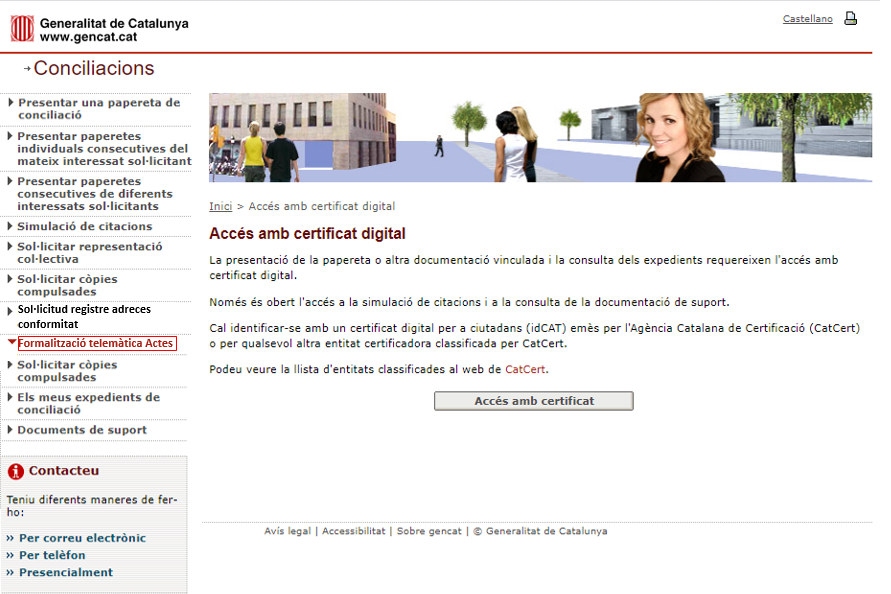 Generalitat de Catalunya
www.gencat.cat
Castellano
Conciliacions
Presentar una papereta de
conciliació
Presentar paperetes
individuals consecutives del
mateix interessat sol·licitant
Presentar paperetes
consecutives de diferents
interessats sol·licitants
Simulació de citacions
Sol·licitar representació
col·lectiva
Sol·licitar còpies
compulsades
Sol·licitud registre adreces
conformitat
Formalització telemàtica Actes
Sol·licitar còpies
compulsades
Els meus expedients de
conciliació
Documents de suport
Contacteu
Teniu diferents maneres de fer-
ho:
» Per correu electrònic
» Per telèfon
» Presencialment
Inici > Accés amb certificat digital
Accés amb certificat digital
La presentació de la papereta o altra documentació vinculada i la consulta dels expedients requereixen l'accés amb
certificat digital.
Només és obert l'accés a la simulació de citacions i a la consulta de la documentació de suport.
Cal identificar-se amb un certificat digital per a ciutadans (idCAT) emès per l'Agència Catalana de Certificació (CatCert)
o per qualsevol altra entitat certificadora classificada per CatCert.
Podeu veure la llista d'entitats classificades al web de CatCert.
Accés amb certificat
Avís legal | Accessibilitat | Sobre gencat | © Generalitat de Catalunya